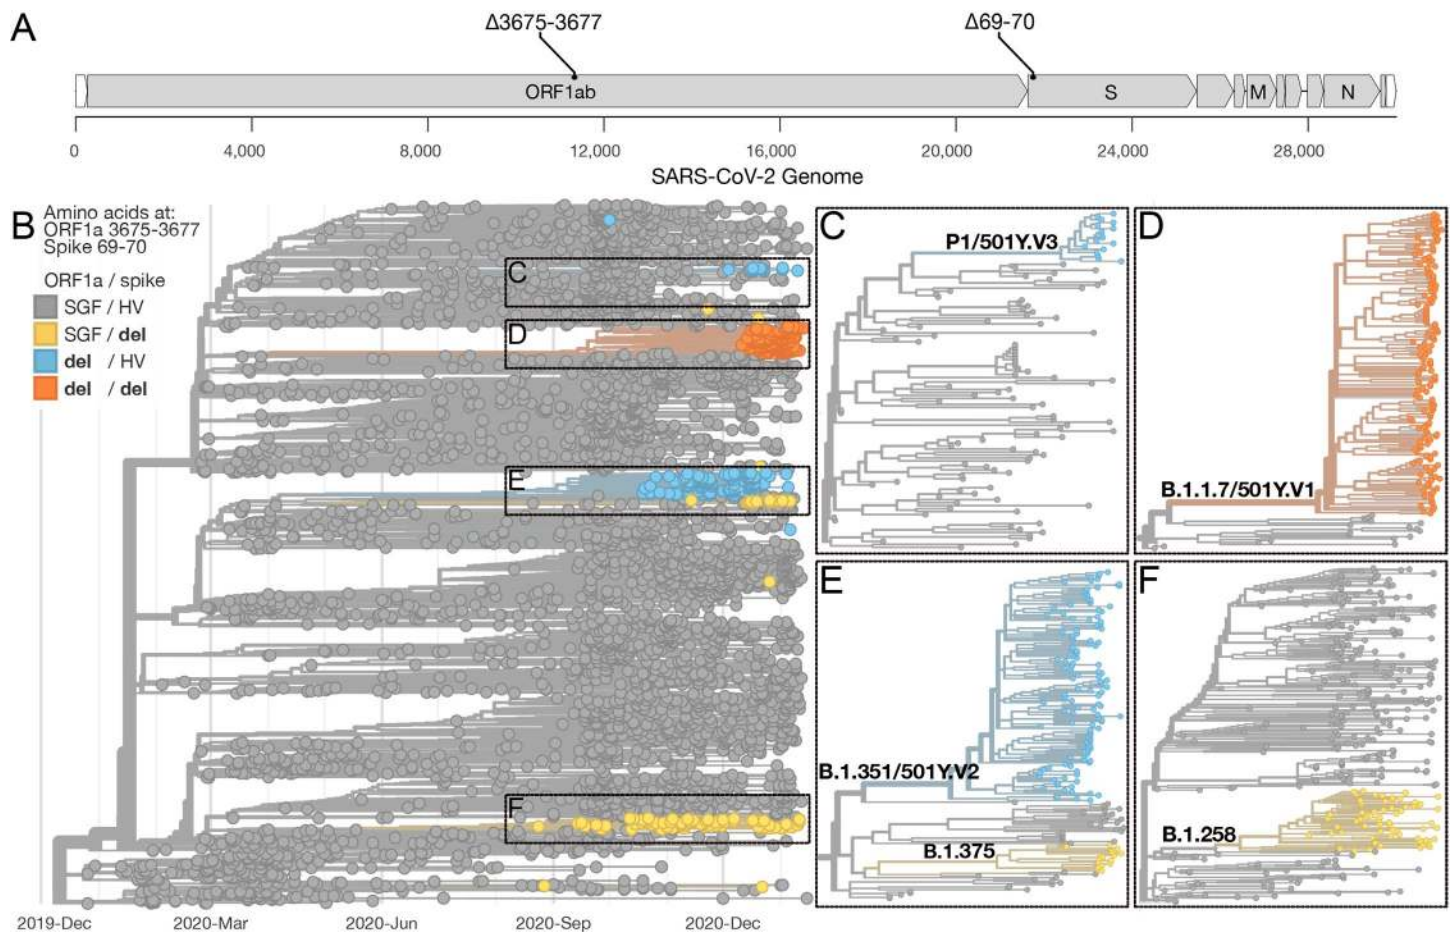 A
Δ3675-3677
Δ69-70
ORF1ab
S
M
N
0
4,000
8,000
12,000
16,000
20,000
24,000
28,000
SARS-CoV-2 Genome
B
Amino acids at:
ORF1a 3675-3677
Spike 69-70
ORF1a / spike
SGF / HV
SGF / del
del / HV
del / del
C
D
E
F
2019-Dec
2020-Mar
2020-Jun
2020-Sep
2020-Dec
C
P1/501Y.V3
D
B.1.1.7/501Y.V1
E
B.1.351/501Y.V2
B.1.375
F
B.1.258